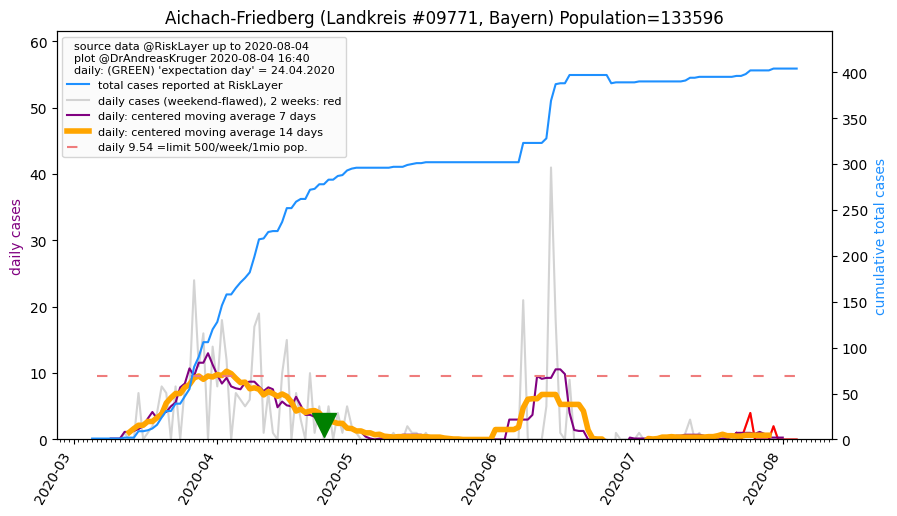 Aichach-Friedberg (Landkreis #09771, Bayern) Population=133596
source data @RiskLayer up to 2020-08-04
plot @DrAndreasKruger 2020-08-04 16:40
daily: (GREEN) 'expectation day' = 24.04.2020
total cases reported at RiskLayer
daily cases (weekend-flawed), 2 weeks: red
daily: centered moving average 7 days
daily: centered moving average 14 days
daily 9.54 =limit 500/week/1mio pop.
daily cases
60
50
40
30
20
10
0
cumulative total cases
400
350
300
250
200
150
100
50
0
2020-03
2020-04
2020-05
2020-06
2020-07
2020-08